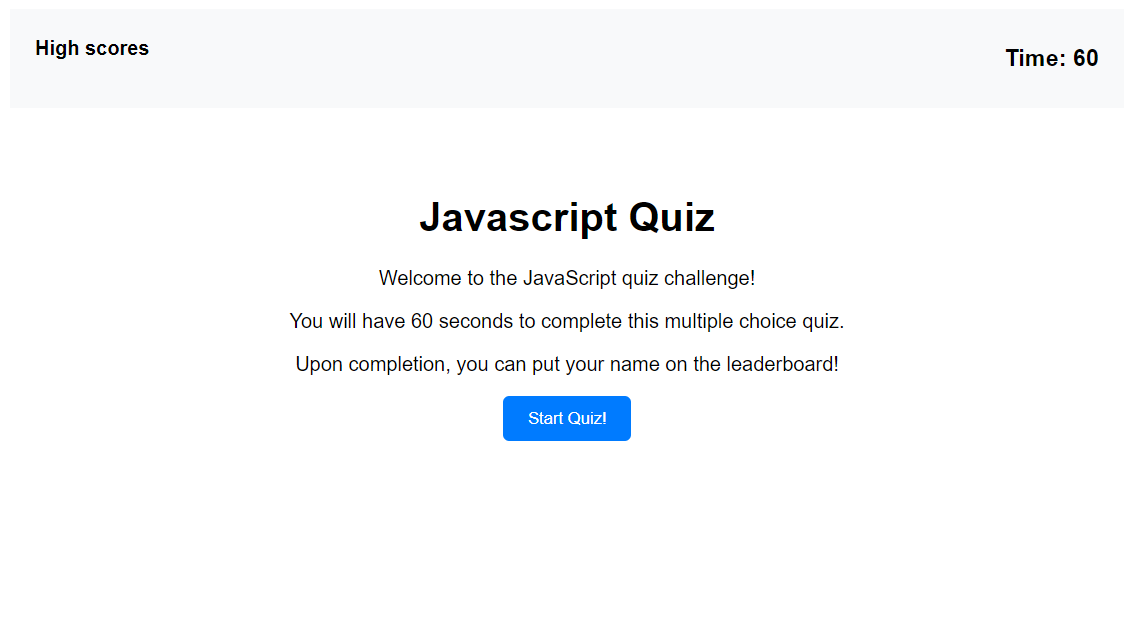 High scores
Time: 60
Javascript Quiz
Welcome to the JavaScript quiz challenge!
You will have 60 seconds to complete this multiple choice quiz.
Upon completion, you can put your name on the leaderboard!
Start Quiz!